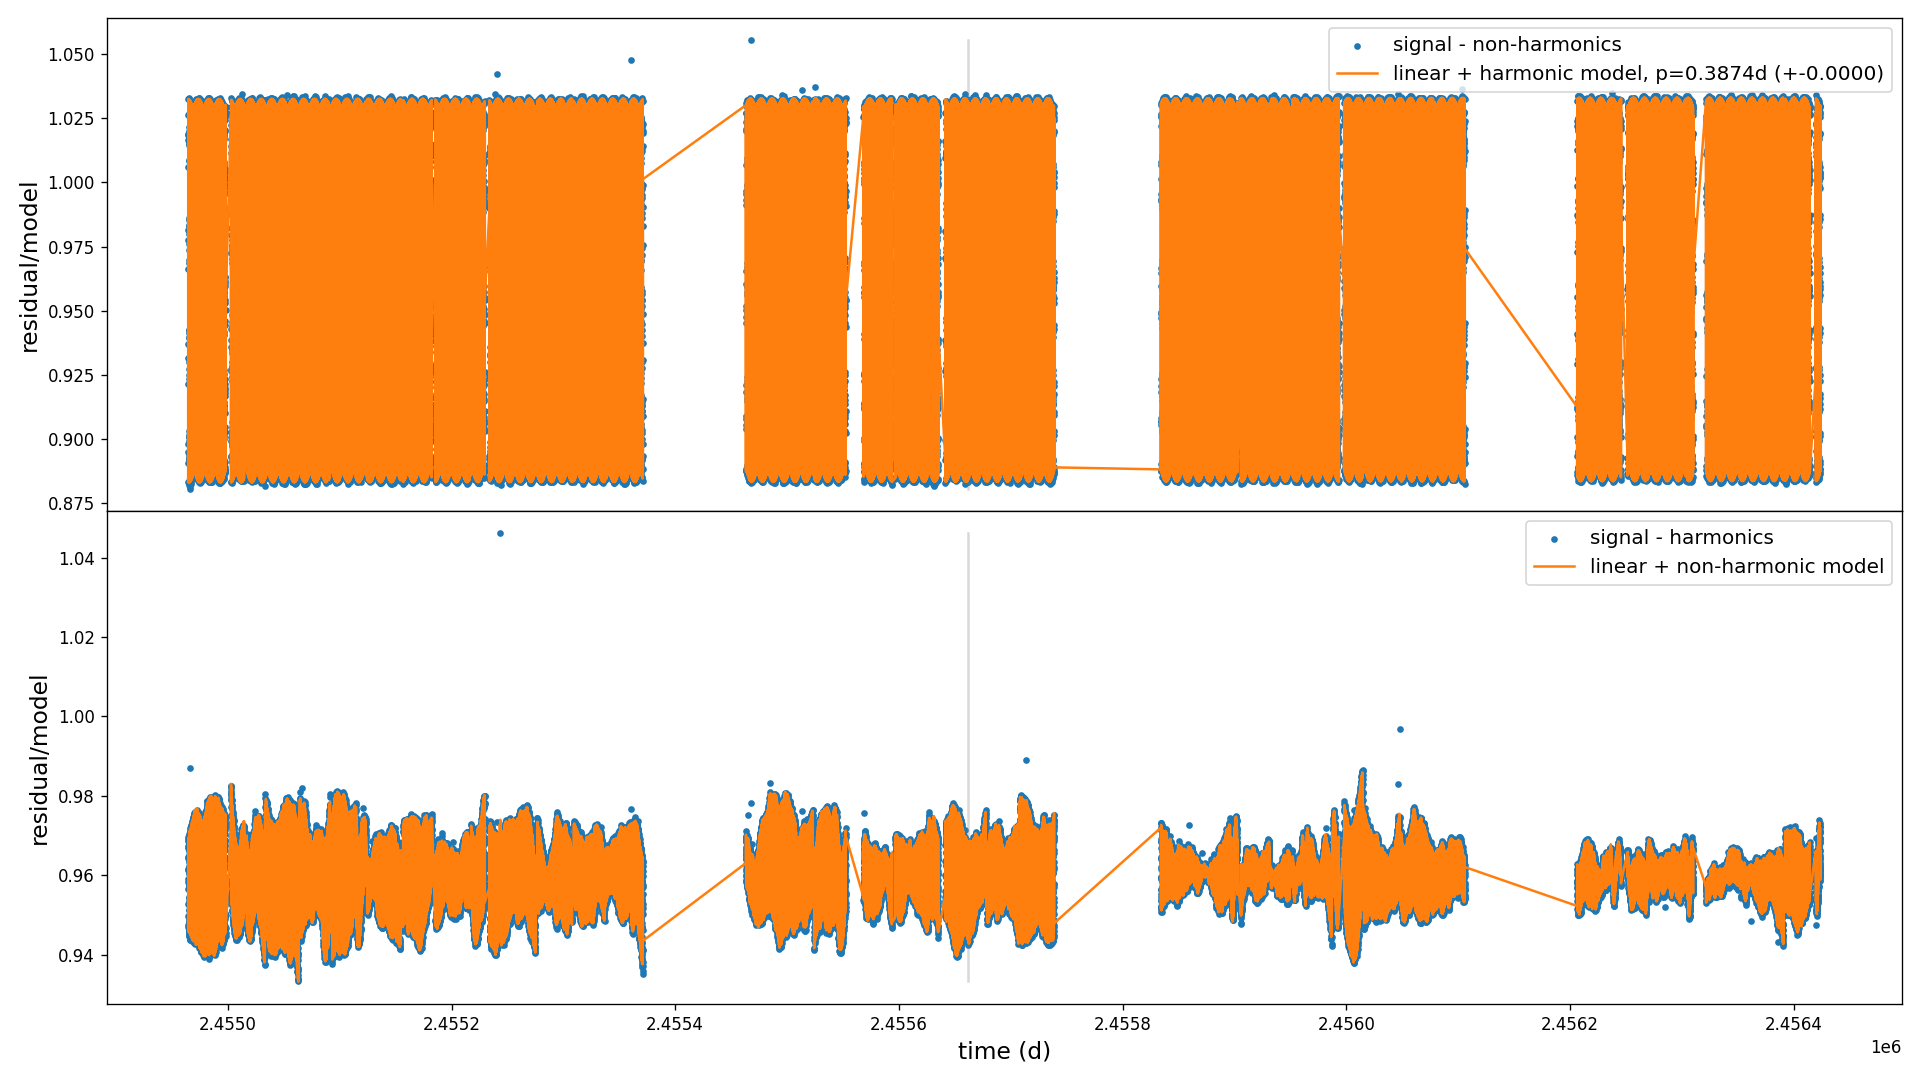 1.050
1.025
1.000
0.975
0.950
0.925
0.900
0.875
residual/model
signal - non-harmonics
linear + harmonic model, p=0.3874d (+-0.0000)
1.04
1.02
1.00
0.98
0.96
0.94
residual/model
signal - harmonics
linear + non-harmonic model
2.4550 2.4552 2.4554 2.4556 2.4558 2.4560 2.4562 2.4564
1e6
time (d)